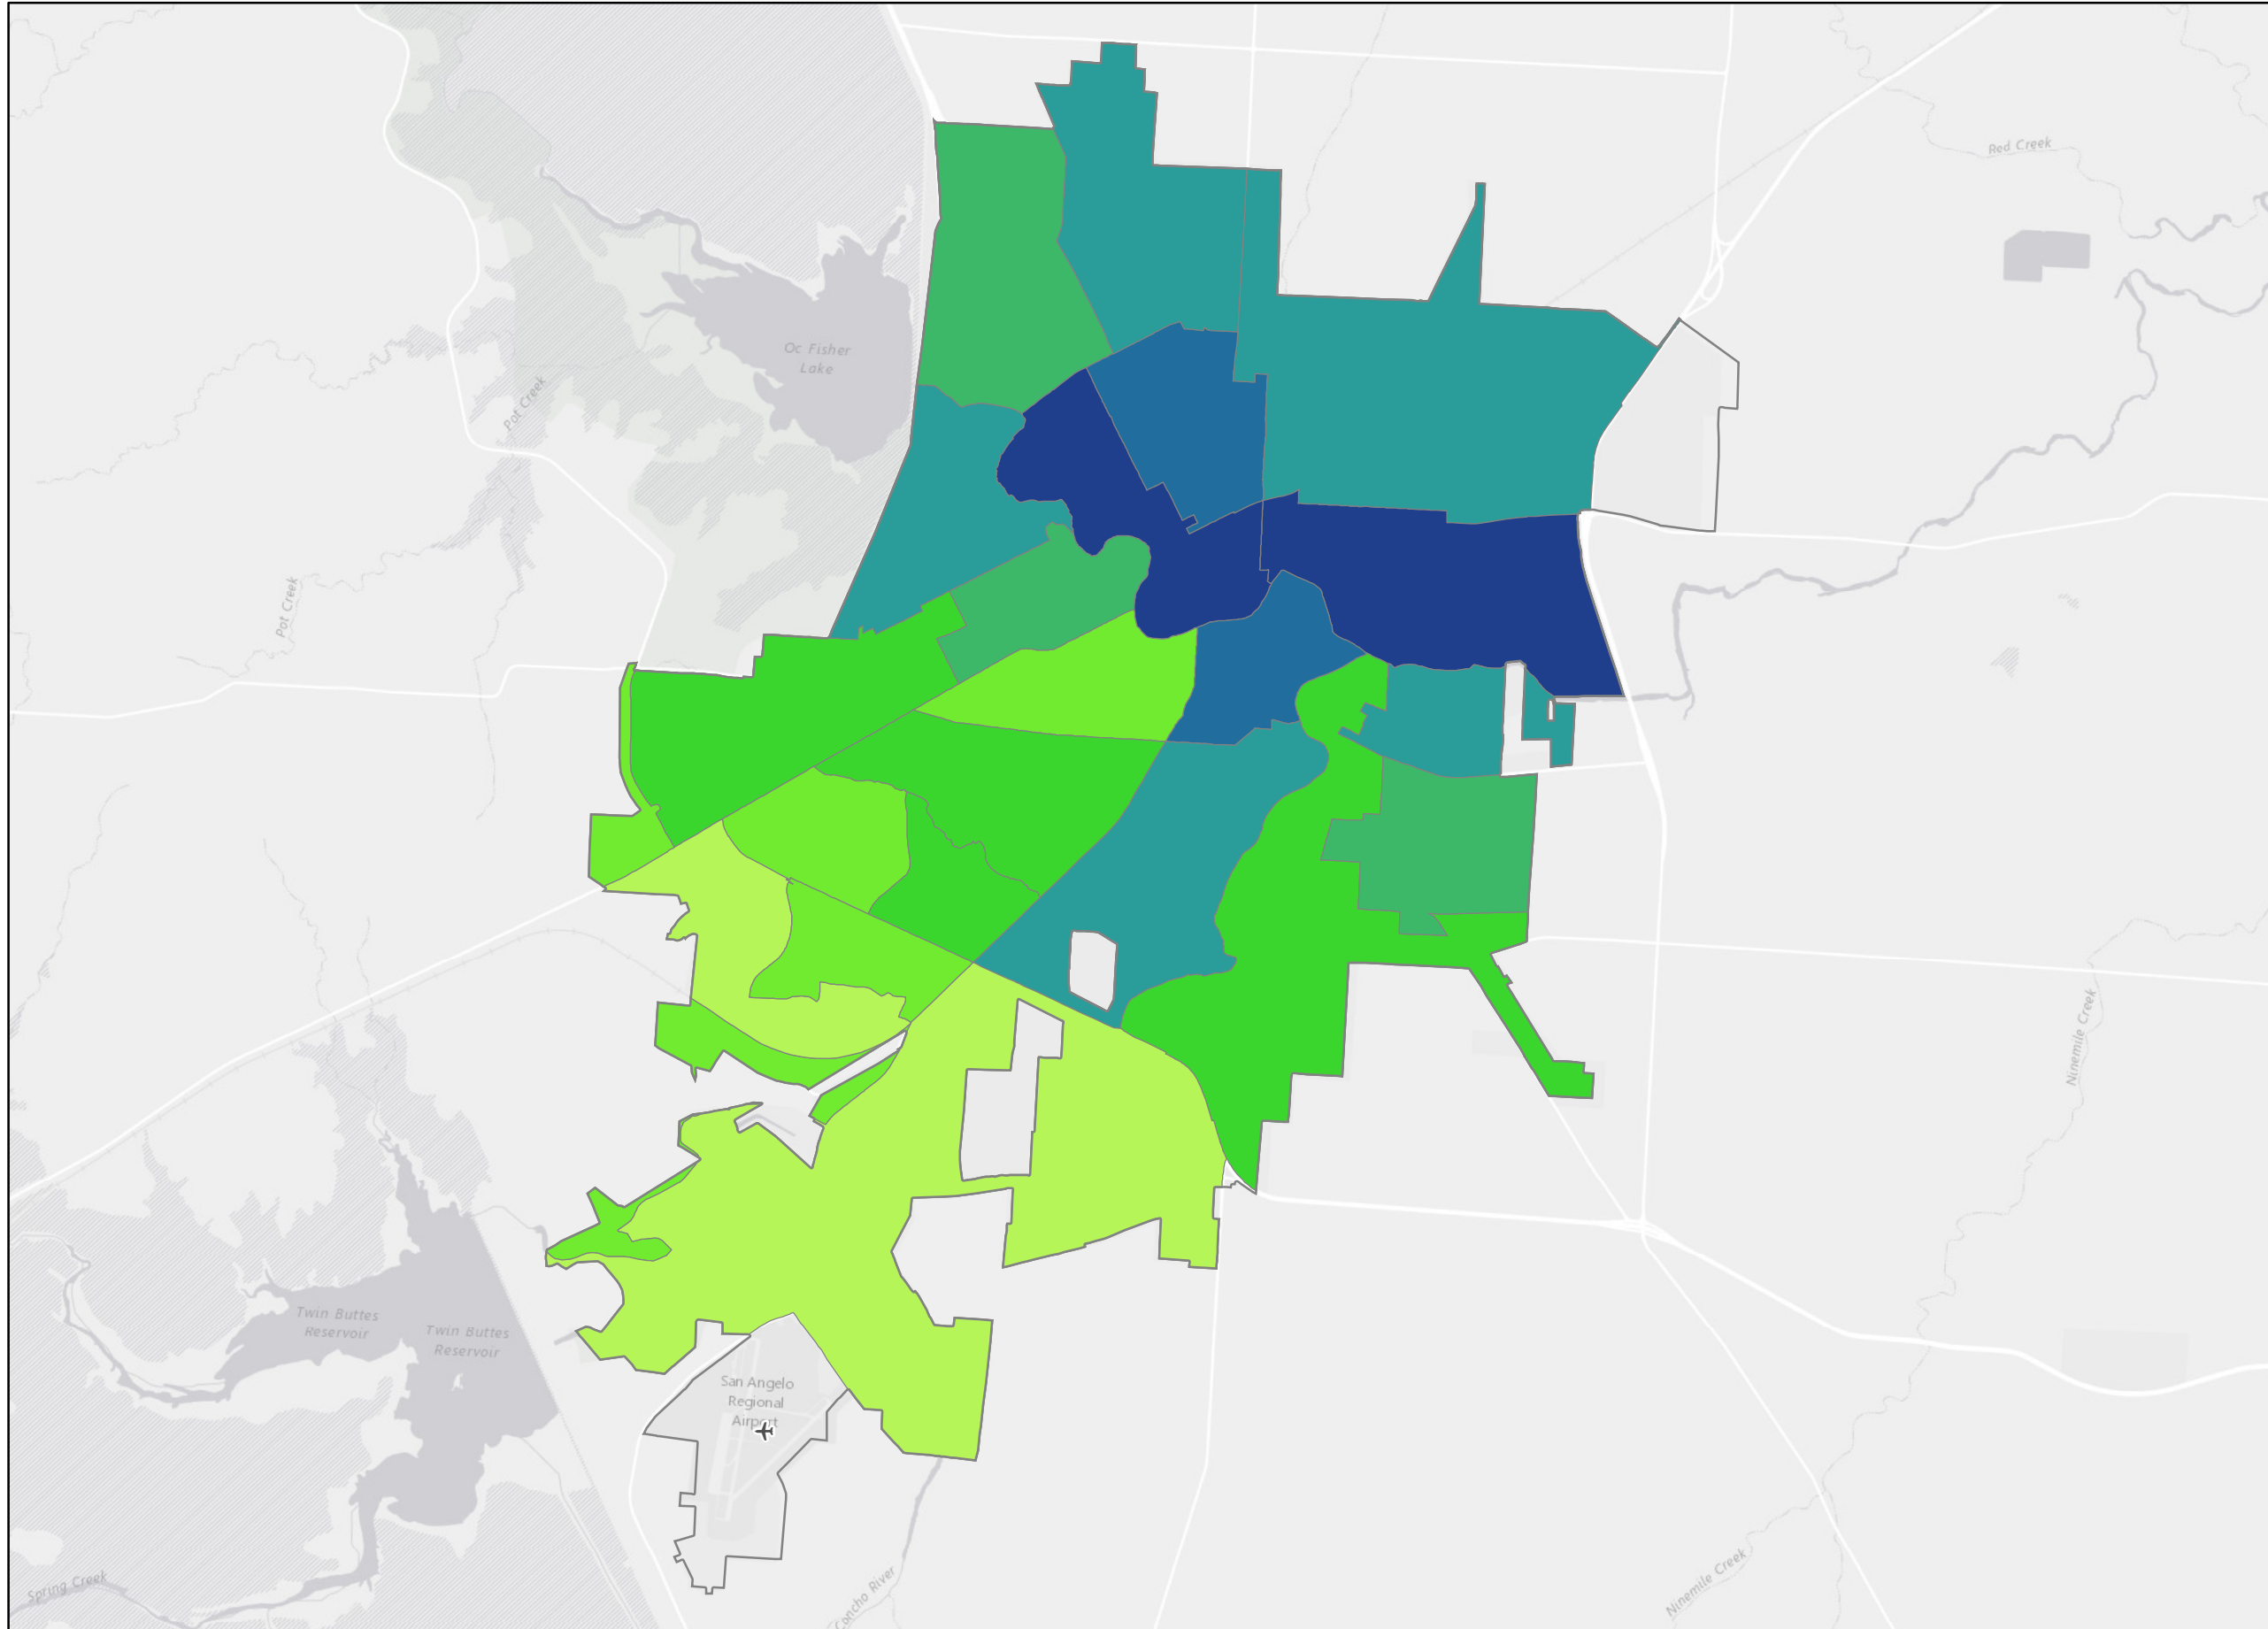 Red Creek
Oc Fisher
Lake
Pot Creek
Pot Creek
Ninemile Creek
Twin Buttes
Reservoir
Twin Buttes
Reservoir
San Angelo
Regional
Airport
Spring Creek
Concho River
Ninemile Creek